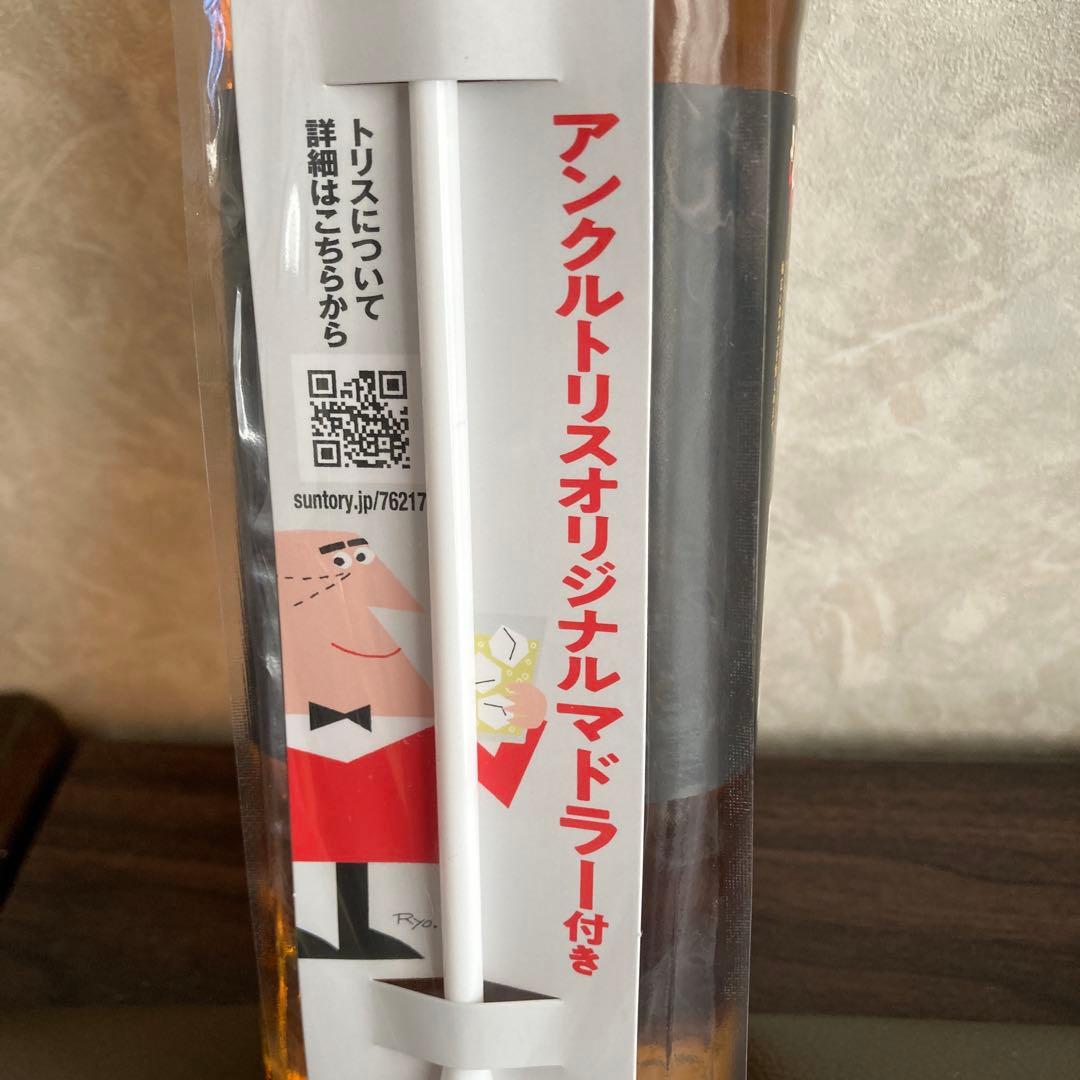 アンクルトリスオリジナルマドラー付き
トリスについて
詳細はこちらから
suntory.jp/76217
Ryo.